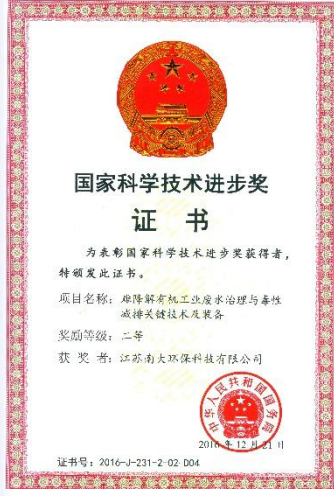 国家科学技术进步奖
证书
为表彰国家科学技术进步奖获得者，
特颁发此证书。
项目名称：难降解有机工业废水治理与毒性
减排关键技术及装备
奖励等级：二等
获奖者：江苏南大环保科技有限公司
中华人民共和国国务院
2016年12月21日
证书号：2016-J-231-2-02-D04